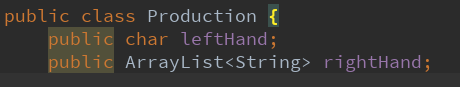 public class Production {
public char leftHand;
public ArrayList<String> rightHand;